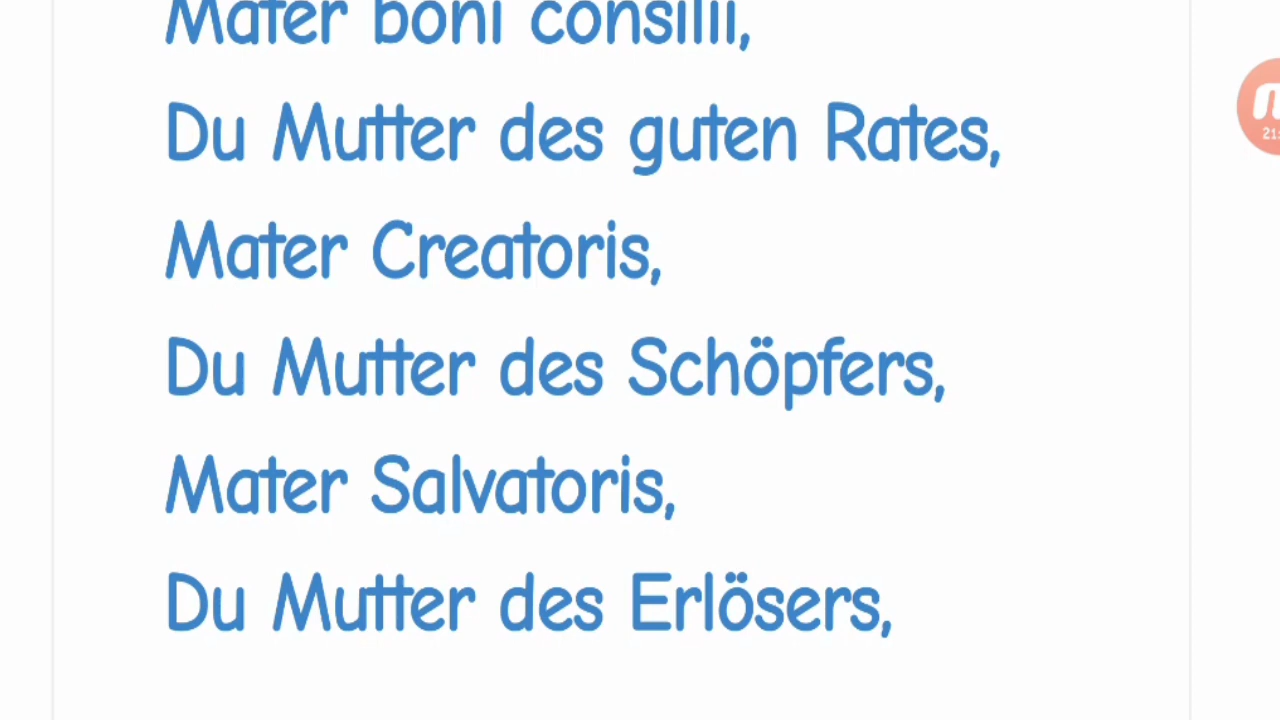 Mater boni consilii,
Du Mutter des guten Rates,
Mater Creatoris,
Du Mutter des Schöpfers,
Mater Salvatoris,
Du Mutter des Erlösers,